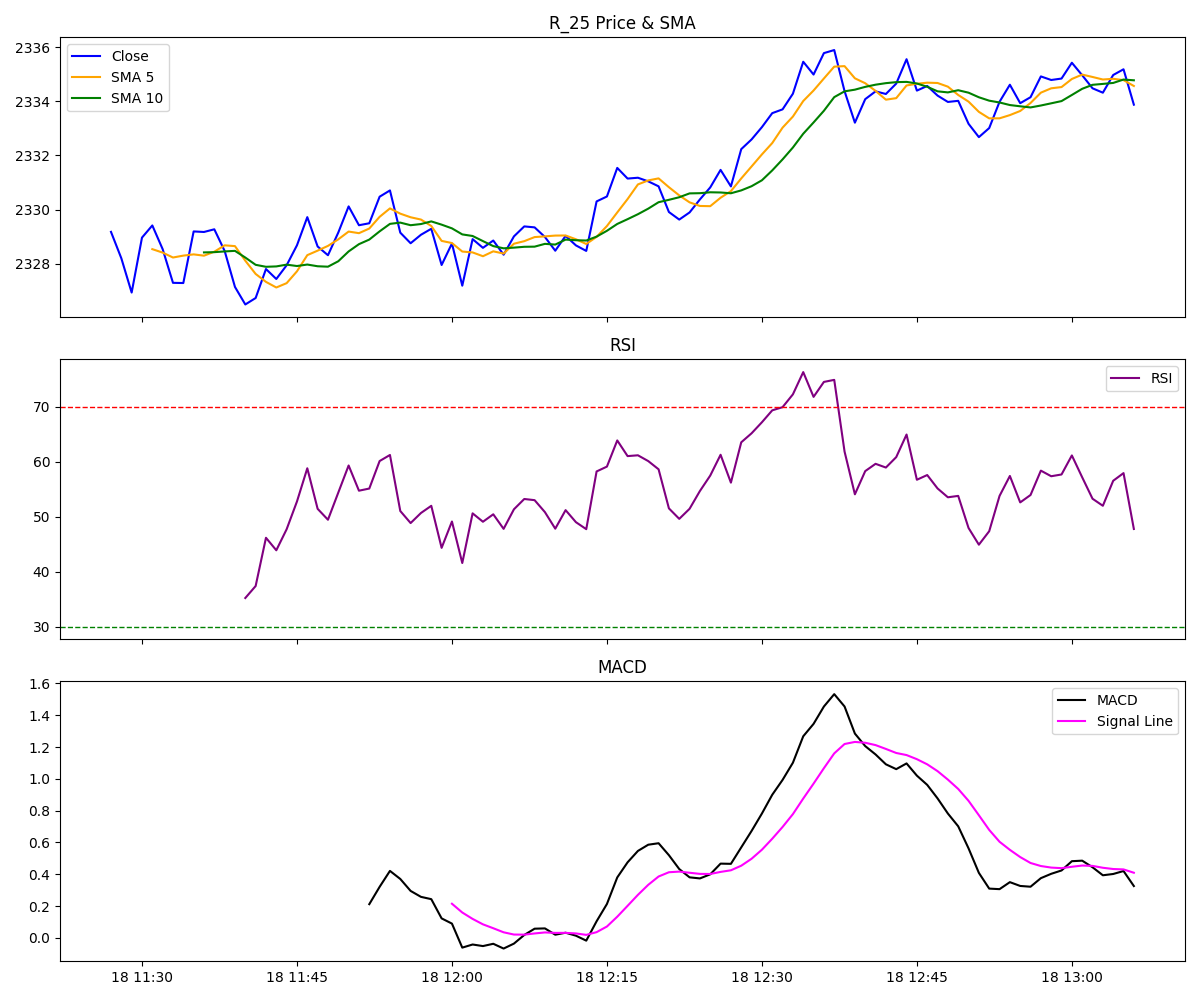 R_25 Price & SMA
Close
SMA 5
SMA 10
2336
2334
2332
2330
2328
RSI
RSI
70
60
50
40
30
MACD
MACD
Signal Line
1.6
1.4
1.2
1.0
0.8
0.6
0.4
0.2
0.0
18 11:30 18 11:45 18 12:00 18 12:15 18 12:30 18 12:45 18 13:00